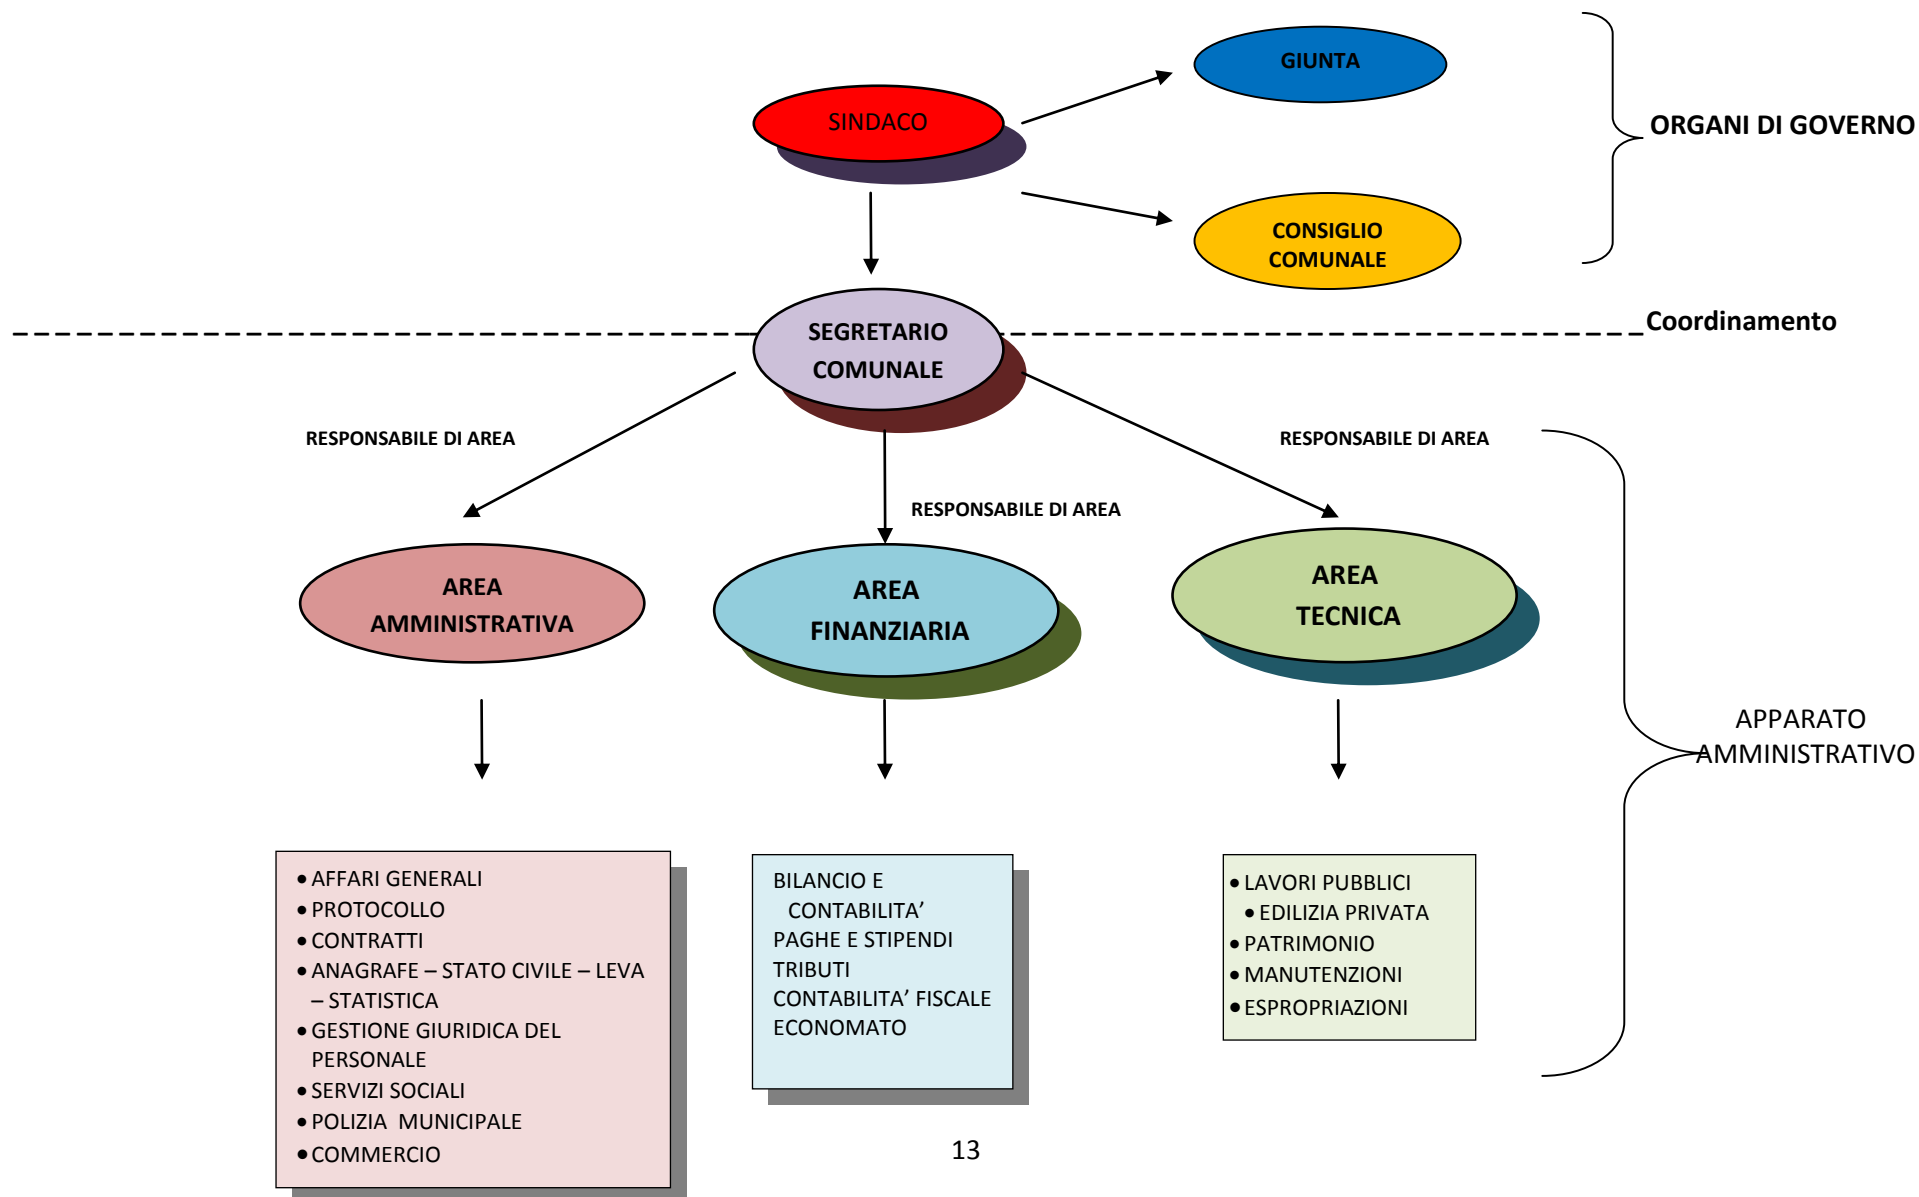 GIUNTA
SINDACO
ORGANI DI GOVERNO
CONSIGLIO
COMUNALE
Coordinamento
SEGRETARIO
COMUNALE
RESPONSABILE DI AREA
RESPONSABILE DI AREA
RESPONSABILE DI AREA
AREA
AMMINISTRATIVA
AREA
FINANZIARIA
AREA
TECNICA
APPARATO
AMMINISTRATIVO
• AFFARI GENERALI
• PROTOCOLLO
• CONTRATTI
• ANAGRAFE – STATO CIVILE – LEVA
– STATISTICA
• GESTIONE GIURIDICA DEL
PERSONALE
• SERVIZI SOCIALI
• POLIZIA MUNICIPALE
• COMMERCIO
BILANCIO E
CONTABILITA’
PAGHE E STIPENDI
TRIBUTI
CONTABILITA’ FISCALE
ECONOMATO
• LAVORI PUBBLICI
• EDILIZIA PRIVATA
• PATRIMONIO
• MANUTENZIONI
• ESPROPRIAZIONI
13